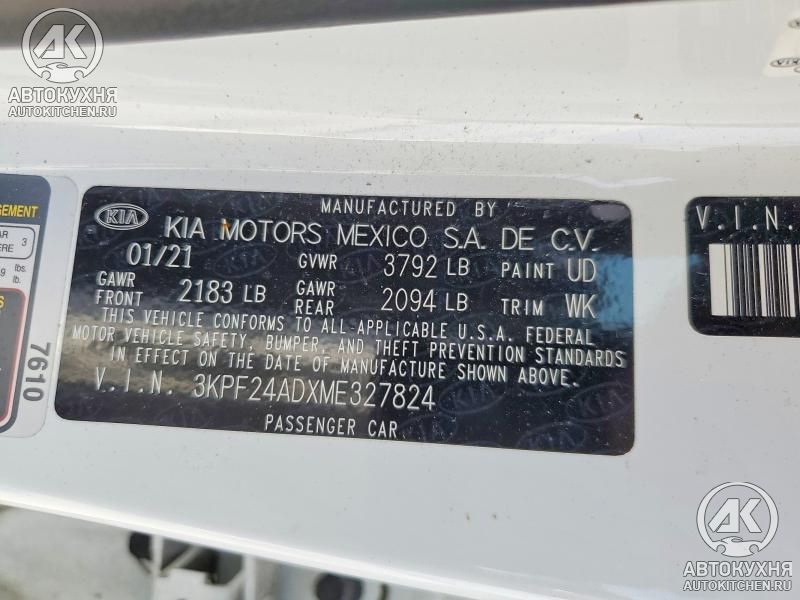 АВТОКУХНЯ
AUTOKITCHEN.RU
MANUFACTURED BY
KIA
KIA MOTORS MEXICO S.A. DE C.V.
01/21 GVWR 3792 LB PAINT UD
GAWR FRONT 2183 LB GAWR REAR 2094 LB TRIM WK
THIS VEHICLE CONFORMS TO ALL APPLICABLE U.S.A. FEDERAL
MOTOR VEHICLE SAFETY, BUMPER, AND THEFT PREVENTION STANDARDS
IN EFFECT ON THE DATE OF MANUFACTURE SHOWN ABOVE.
V.I.N. 3KPF24ADXME327824
PASSENGER CAR
7610
V.I.N.
АВТОКУХНЯ
AUTOKITCHEN.RU